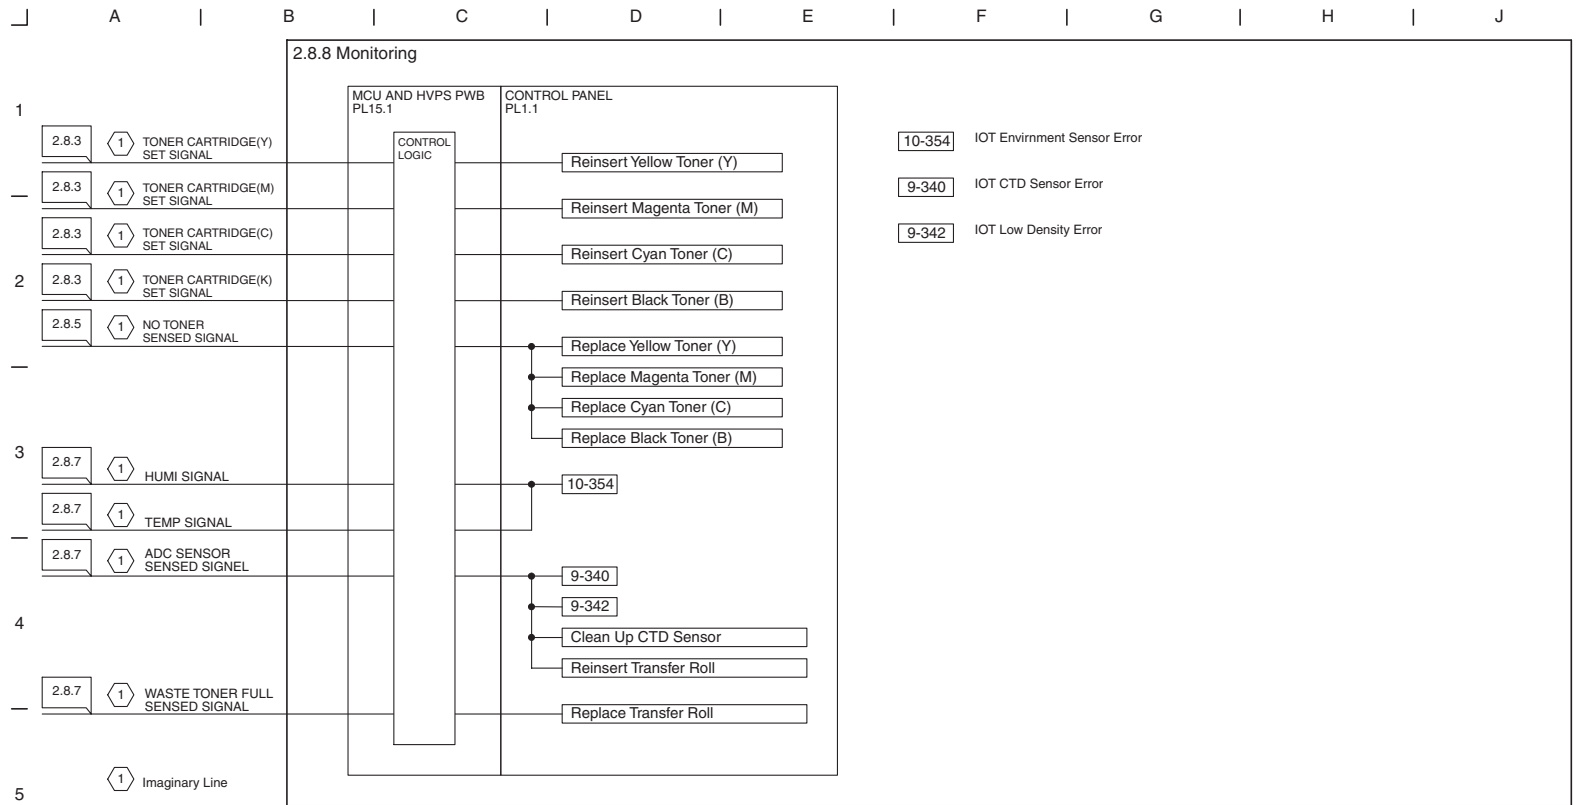 A B C D E F G H J
2.8.8 Monitoring
1
MCU AND HVPS PWB
PL15.1
CONTROL PANEL
PL1.1
CONTROL
LOGIC
2.8.3 1 TONER CARTRIDGE(Y)
SET SIGNAL
Reinsert Yellow Toner (Y)
10-354 IOT Envirnment Sensor Error
2.8.3 1 TONER CARTRIDGE(M)
SET SIGNAL
Reinsert Magenta Toner (M)
9-340 IOT CTD Sensor Error
2.8.3 1 TONER CARTRIDGE(C)
SET SIGNAL
Reinsert Cyan Toner (C)
9-342 IOT Low Density Error
2
2.8.3 1 TONER CARTRIDGE(K)
SET SIGNAL
Reinsert Black Toner (B)
2.8.5 1 NO TONER
SENSED SIGNAL
Replace Yellow Toner (Y)
Replace Magenta Toner (M)
Replace Cyan Toner (C)
Replace Black Toner (B)
3
2.8.7 1 HUMI SIGNAL
10-354
2.8.7 1 TEMP SIGNAL
2.8.7 1 ADC SENSOR
SENSED SIGNEL
9-340
9-342
4
Clean Up CTD Sensor
Reinsert Transfer Roll
2.8.7 1 WASTE TONER FULL
SENSED SIGNAL
Replace Transfer Roll
1 Imaginary Line
5